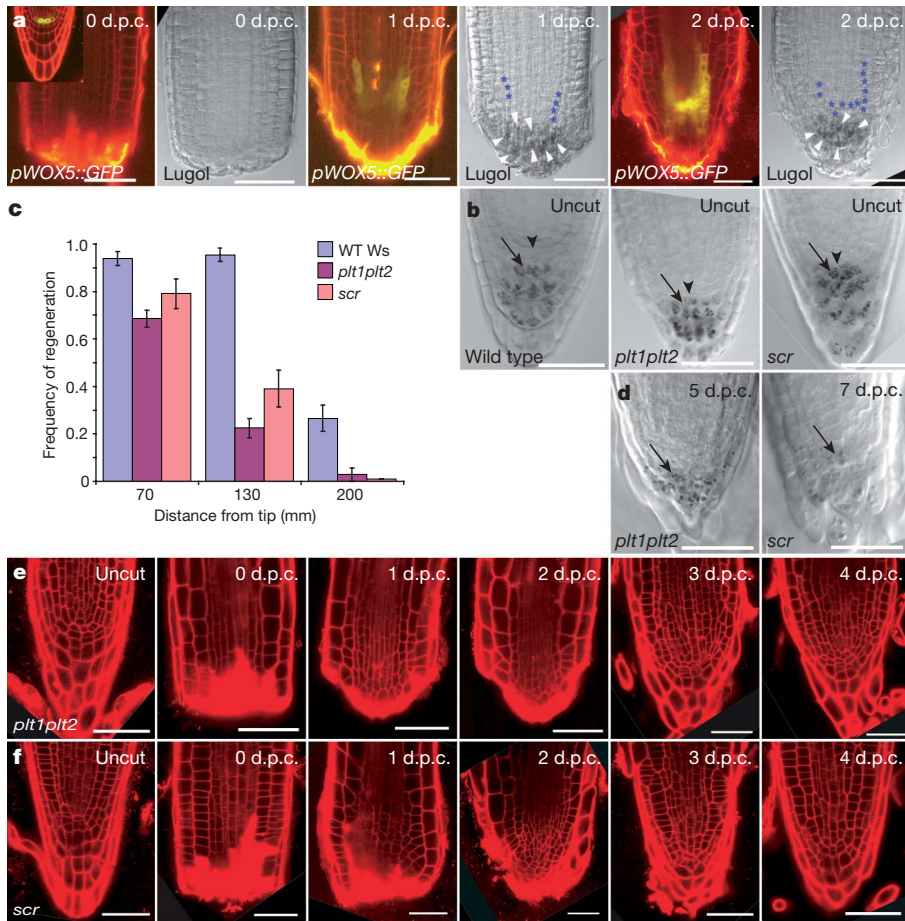 a
0 d.p.c.
0 d.p.c.
1 d.p.c.
1 d.p.c.
2 d.p.c.
2 d.p.c.
pWOX5::GFP
Lugol
pWOX5::GFP
Lugol
pWOX5::GFP
Lugol
c
Frequency of regeneration
1.0
0.8
0.6
0.4
0.2
0
70
130
200
Distance from tip (mm)
WT Ws
plt1plt2
scr
b
Uncut
Uncut
Uncut
Wild type
plt1plt2
scr
d
5 d.p.c.
7 d.p.c.
plt1plt2
scr
e
Uncut
0 d.p.c.
1 d.p.c.
2 d.p.c.
3 d.p.c.
4 d.p.c.
plt1plt2
f
Uncut
0 d.p.c.
1 d.p.c.
2 d.p.c.
3 d.p.c.
4 d.p.c.
scr